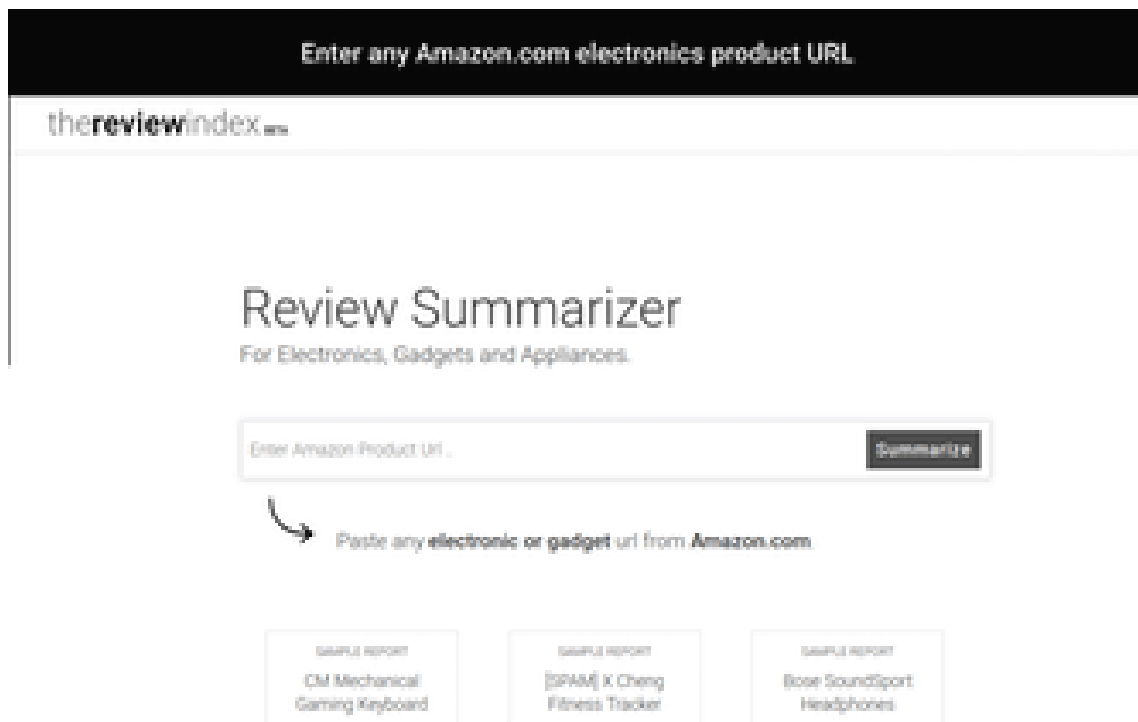 Enter any Amazon.com electronics product URL
thereviewindex BETA
Review Summarizer
For Electronics, Gadgets and Appliances.
Enter Amazon Product Url ..
Summarize
Paste any electronic or gadget url from Amazon.com.
SAMPLE REPORT
CM Mechanical
Gaming Keyboard
SAMPLE REPORT
[SPAM] X Cheng
Fitness Tracker
SAMPLE REPORT
Bose SoundSport
Headphones